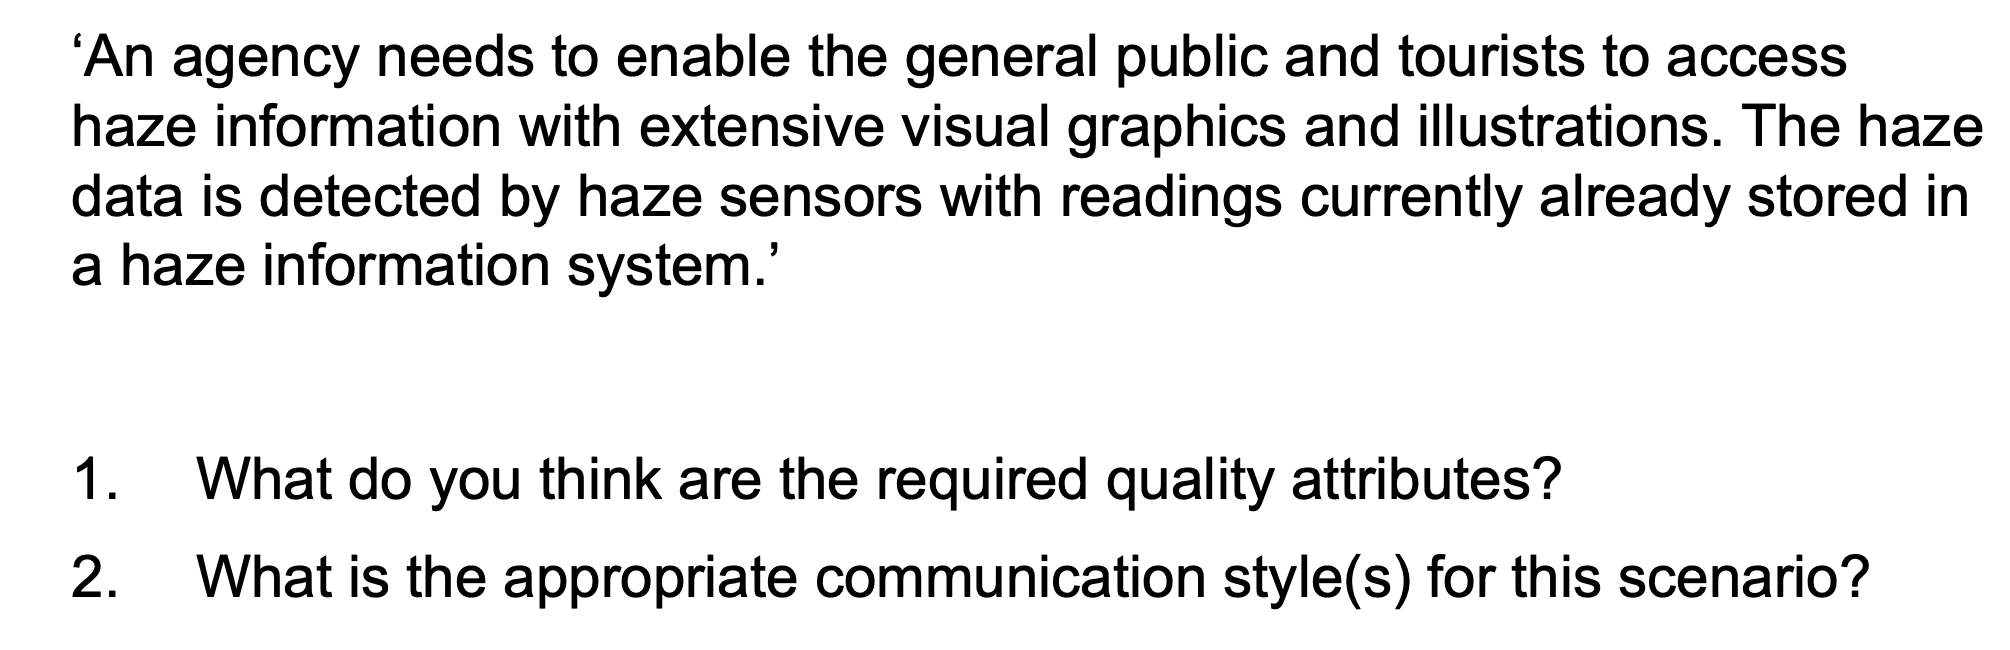 ‘An agency needs to enable the general public and tourists to access
haze information with extensive visual graphics and illustrations. The haze
data is detected by haze sensors with readings currently already stored in
a haze information system.’
1. What do you think are the required quality attributes?
2. What is the appropriate communication style(s) for this scenario?